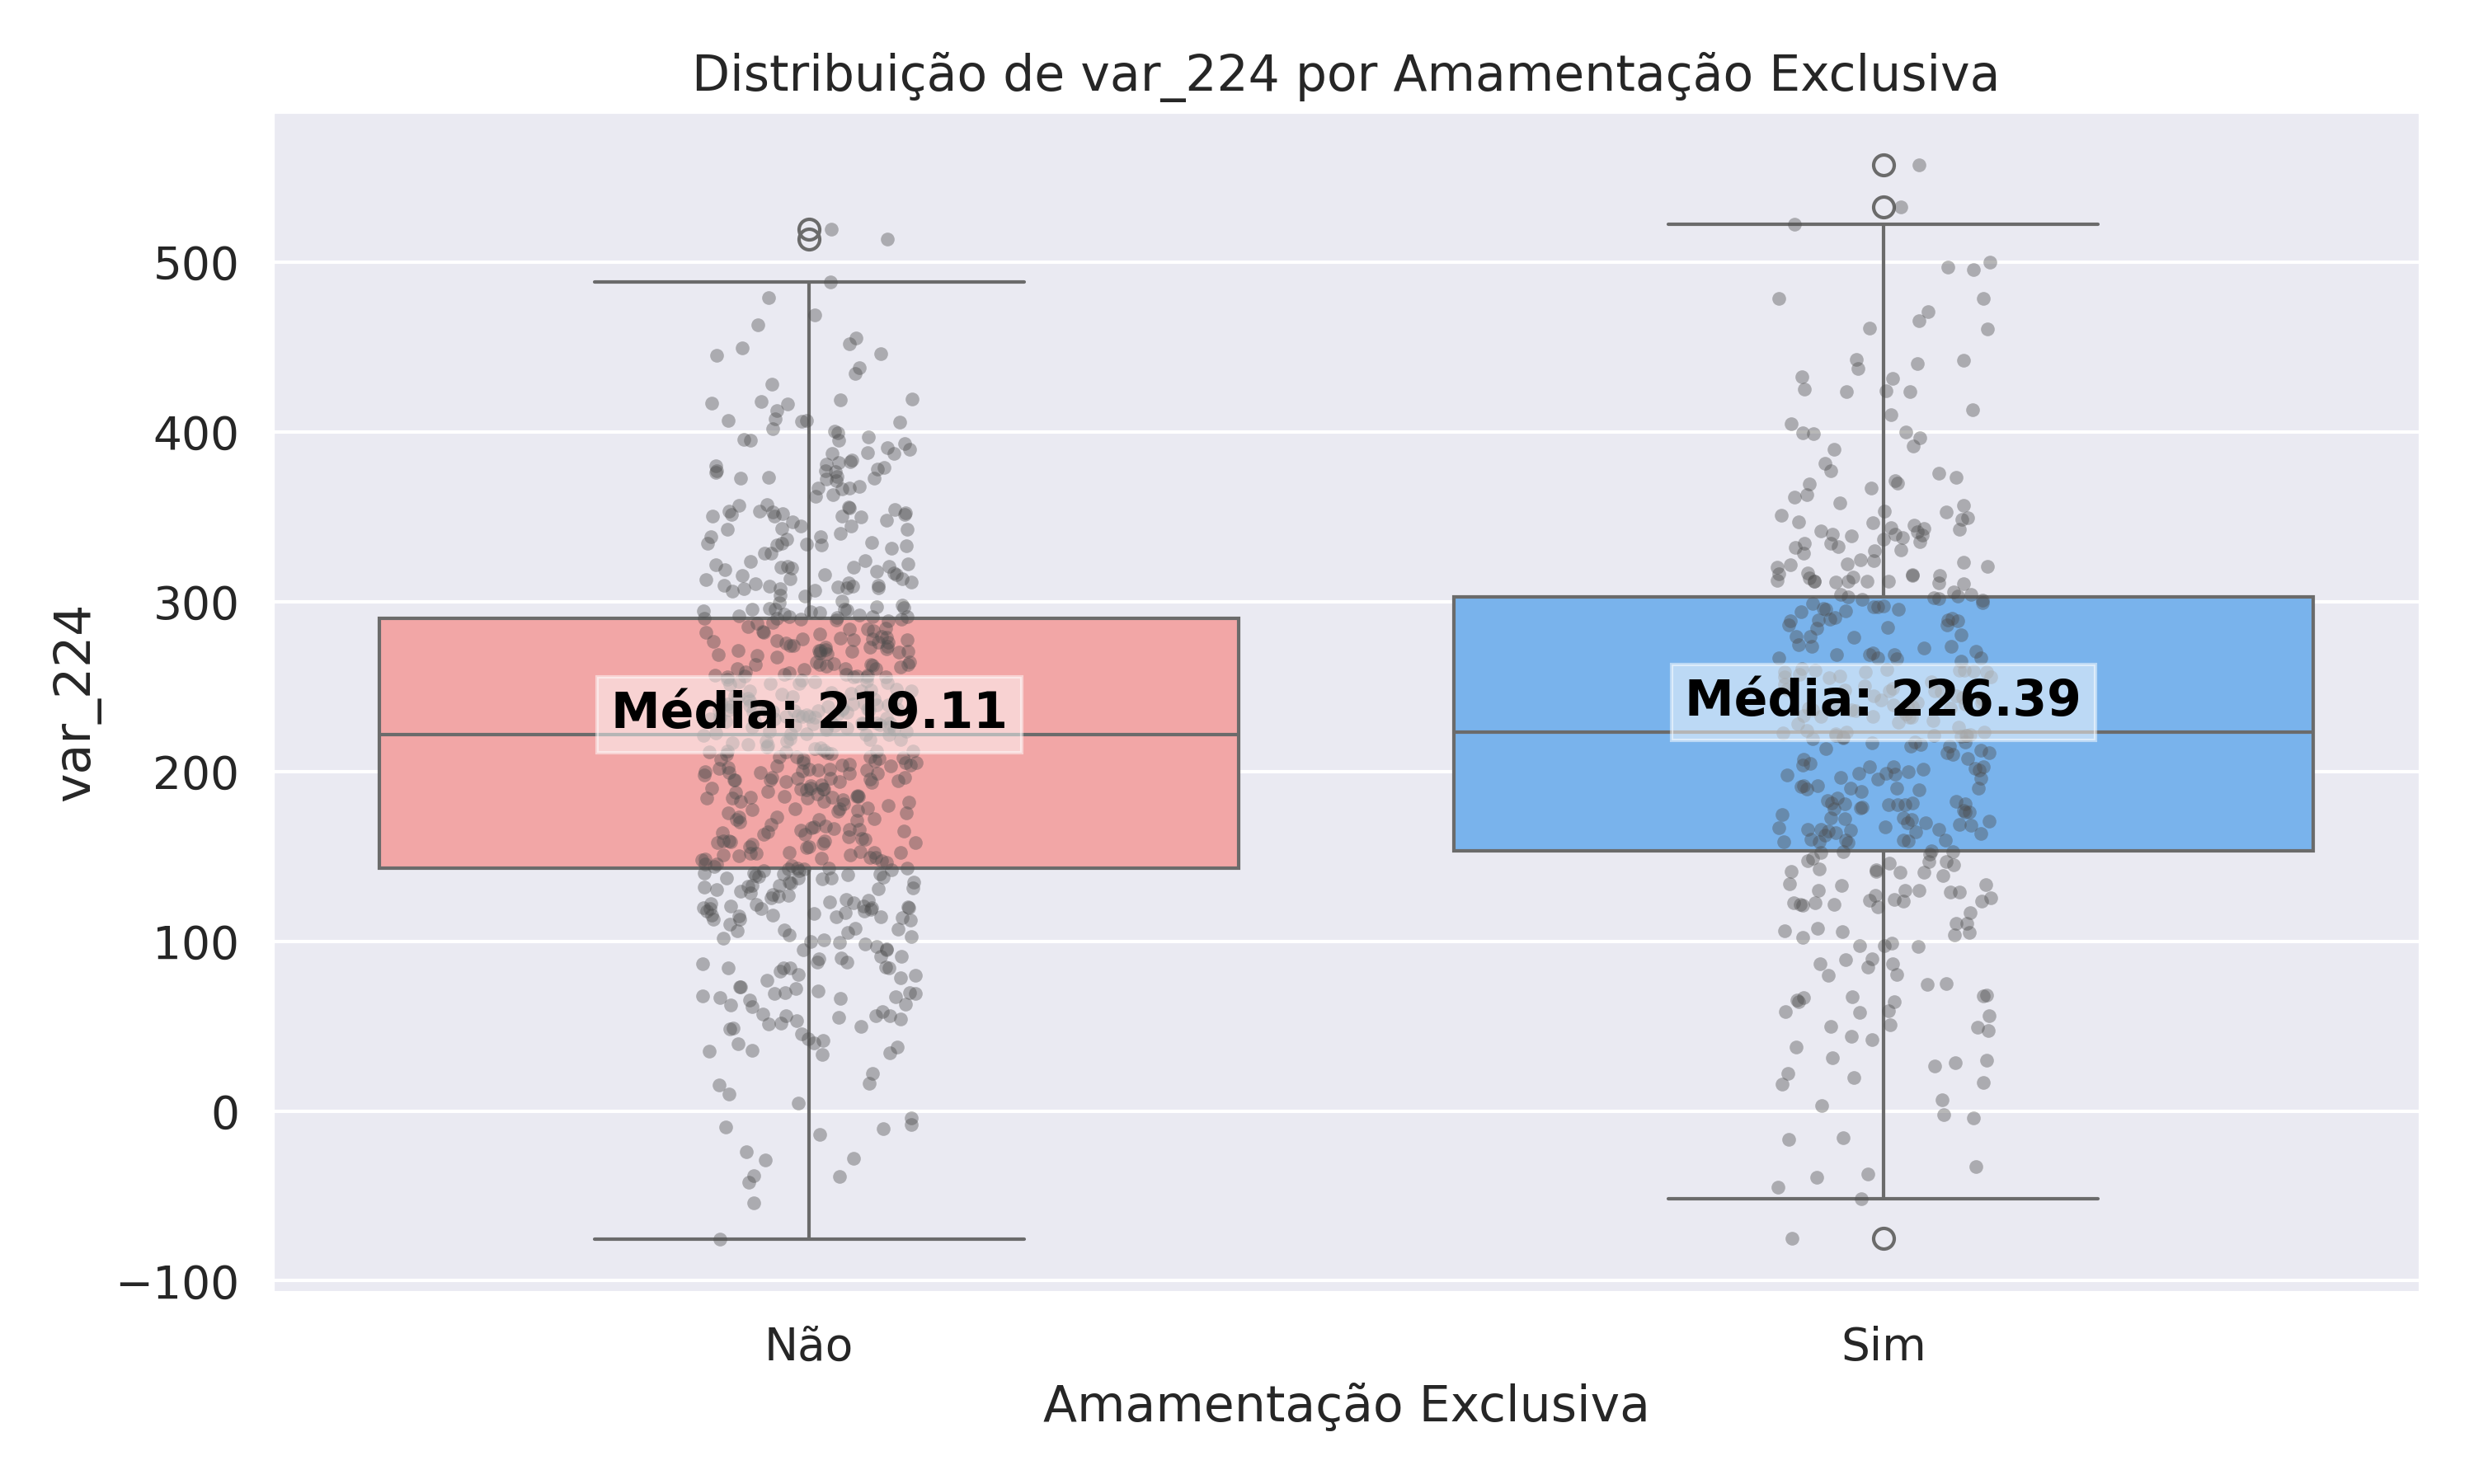 Distribuição de var_224 por Amamentação Exclusiva
var_224
500
400
300
200
100
0
−100
Média: 219.11
Média: 226.39
Não
Sim
Amamentação Exclusiva